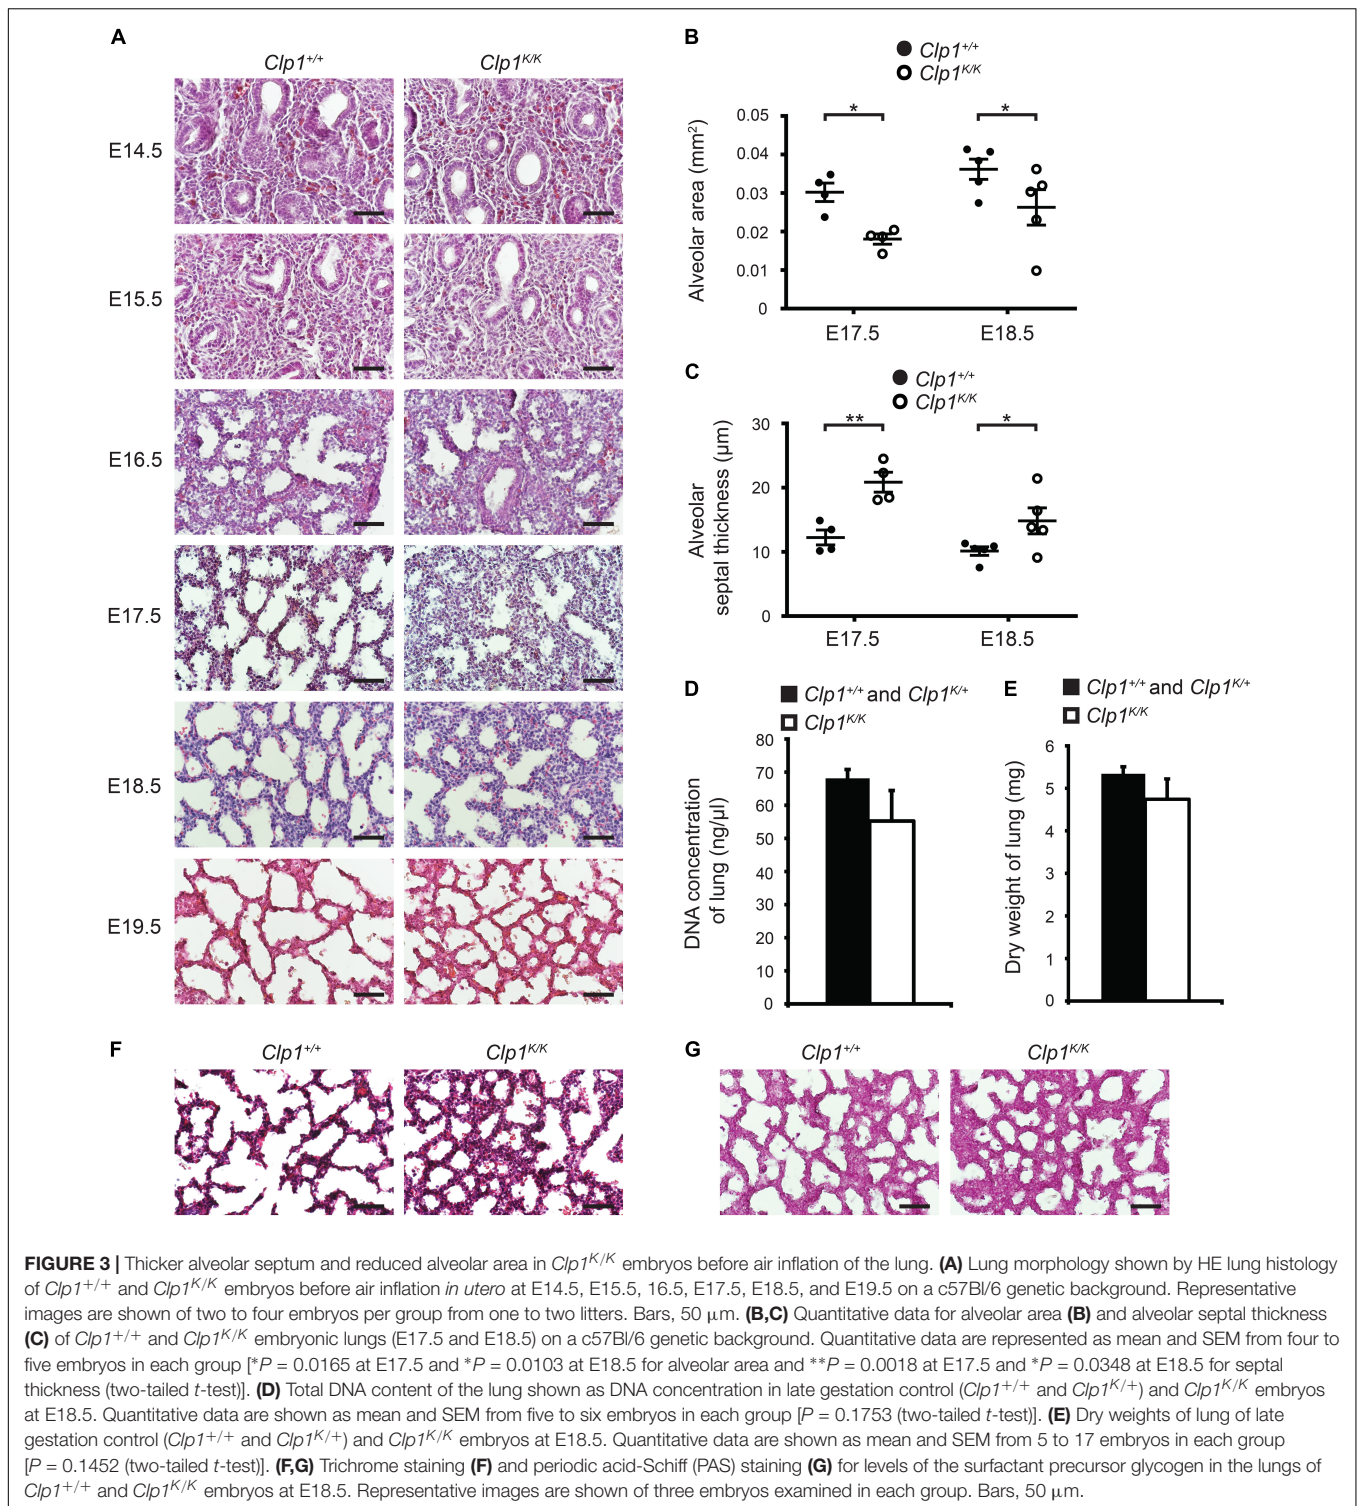 A
Clp1+/+ Clp1K/K
E14.5
E15.5
E16.5
E17.5
E18.5
E19.5
B
Clp1+/+
Clp1K/K
Alveolar area (mm2)
0.05
0.04
0.03
0.02
0.01
0
* *
E17.5 E18.5
C
Clp1+/+
Clp1K/K
Alveolar
septal thickness (µm)
30
20
10
0
** *
E17.5 E18.5
D
Clp1+/+ and Clp1K/+
Clp1K/K
DNA concentration
of lung (ng/µl)
80
70
60
50
40
30
20
10
0
E
Clp1+/+ and Clp1K/+
Clp1K/K
Dry weight of lung (mg)
6
5
4
3
2
1
0
F
Clp1+/+ Clp1K/K
G
Clp1+/+ Clp1K/K
FIGURE 3 | Thicker alveolar septum and reduced alveolar area in Clp1K/K embryos before air inflation of the lung. (A) Lung morphology shown by HE lung histology
of Clp1+/+ and Clp1K/K embryos before air inflation in utero at E14.5, E15.5, 16.5, E17.5, E18.5, and E19.5 on a c57Bl/6 genetic background. Representative
images are shown of two to four embryos per group from one to two litters. Bars, 50 µm. (B,C) Quantitative data for alveolar area (B) and alveolar septal thickness
(C) of Clp1+/+ and Clp1K/K embryonic lungs (E17.5 and E18.5) on a c57Bl/6 genetic background. Quantitative data are represented as mean and SEM from four to
five embryos in each group [*P = 0.0165 at E17.5 and *P = 0.0103 at E18.5 for alveolar area and **P = 0.0018 at E17.5 and *P = 0.0348 at E18.5 for septal
thickness (two-tailed t-test)]. (D) Total DNA content of the lung shown as DNA concentration in late gestation control (Clp1+/+ and Clp1K/+) and Clp1K/K embryos
at E18.5. Quantitative data are shown as mean and SEM from five to six embryos in each group [P = 0.1753 (two-tailed t-test)]. (E) Dry weights of lung of late
gestation control (Clp1+/+ and Clp1K/+) and Clp1K/K embryos at E18.5. Quantitative data are shown as mean and SEM from 5 to 17 embryos in each group
[P = 0.1452 (two-tailed t-test)]. (F,G) Trichrome staining (F) and periodic acid-Schiff (PAS) staining (G) for levels of the surfactant precursor glycogen in the lungs of
Clp1+/+ and Clp1K/K embryos at E18.5. Representative images are shown of three embryos examined in each group. Bars, 50 µm.